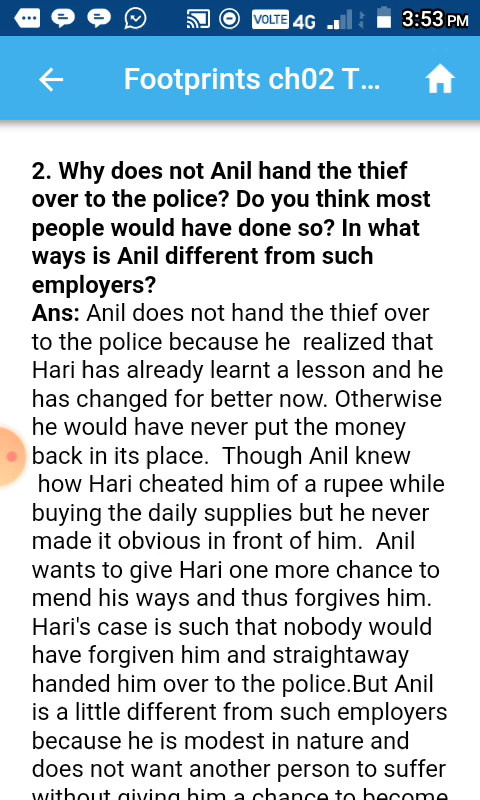 VOLTE 4G 3:53 PM
Footprints ch02 T...
2. Why does not Anil hand the thief
over to the police? Do you think most
people would have done so? In what
ways is Anil different from such
employers?
Ans: Anil does not hand the thief over
to the police because he  realized that
Hari has already learnt a lesson and he
has changed for better now. Otherwise
he would have never put the money
back in its place.  Though Anil knew
 how Hari cheated him of a rupee while
buying the daily supplies but he never
made it obvious in front of him.  Anil
wants to give Hari one more chance to
mend his ways and thus forgives him.
Hari's case is such that nobody would
have forgiven him and straightaway
handed him over to the police.But Anil
is a little different from such employers
because he is modest in nature and
does not want another person to suffer
without giving him a chance to become